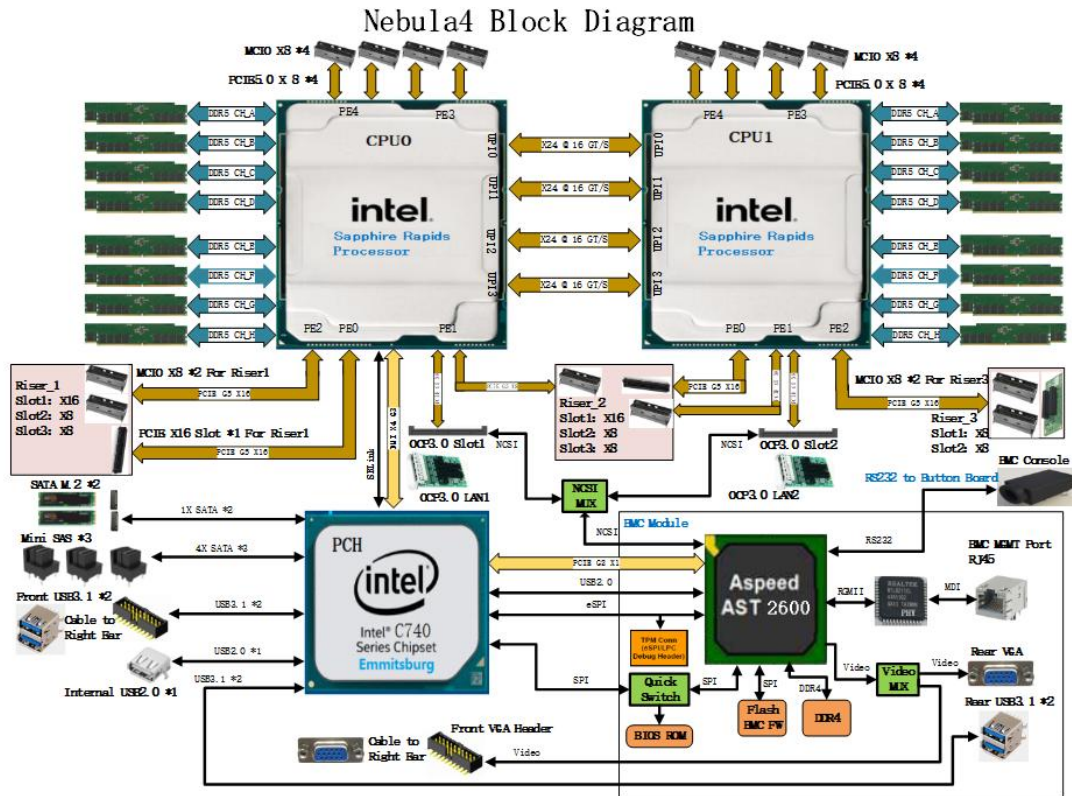 Nebula4 Block Diagram
MCIO X8 *4
PCIE5.0 X 8 *4
MCIO X8 *4
PCIE5.0 X 8 *4
PE4
PE3
PE4
PE3
CPU0
CPU1
DDR5 CH_A
DDR5 CH_B
DDR5 CH_C
DDR5 CH_D
DDR5 CH_E
DDR5 CH_F
DDR5 CH_G
DDR5 CH_H
intel.
Sapphire Rapids
Processor
UPI0
UPI1
UPI2
UPI3
X24 @ 16 GT/S
X24 @ 16 GT/S
X24 @ 16 GT/S
X24 @ 16 GT/S
UPI0
UPI1
UPI2
UPI3
intel.
Sapphire Rapids
Processor
DDR5 CH_A
DDR5 CH_B
DDR5 CH_C
DDR5 CH_D
DDR5 CH_E
DDR5 CH_F
DDR5 CH_G
DDR5 CH_H
PE2
PE0
PE1
PE0
PE1
PE2
Riser_1
Slot1: X16
Slot2: X8
Slot3: X8
MCIO X8 *2 For Riser1
PCIE G5 X16
PCIE X16 Slot *1 For Riser1
PCIE G5 X16
DMI X4 G3
OCP3.0 Slot1
OCP3.0 LAN1
NCSI
Riser_2
Slot1: X16
Slot2: X8
Slot3: X8
PCIE G5 X16
NCSI
OCP3.0 Slot2
OCP3.0 LAN2
MCIO X8 *2 For Riser3
PCIE G5 X16
Riser_3
Slot1: X8
Slot2: X8
RS232 to Button Board
BMC Console
NCSI
MUX
NCSI
BMC Module
SATA M.2 *2
1X SATA *2
Mini SAS *3
4X SATA *3
Front USB3.1 *2
Cable to
Right Bar
USB3.1 *2
USB2.0 *1
Internal USB2.0 *1
USB3.1 *2
PCH
intel
Intel® C740
Series Chipset
Emmitsburg
USB2.0
eSPI
TPM Conn
(eSPI/LPC
Debug Header)
SPI
Quick
Switch
SPI
BIOS ROM
SPI
Flash
BMC FW
DDR4
DDR4
Aspeed
AST 2600
RS232
RGMII
REALTEK
PHY
MDI
BMC MGMT Port
RJ45
Video
Video
MUX
Video
Rear VGA
Rear USB3.1 *2
Cable to
Right Bar
Front VGA Header
Video